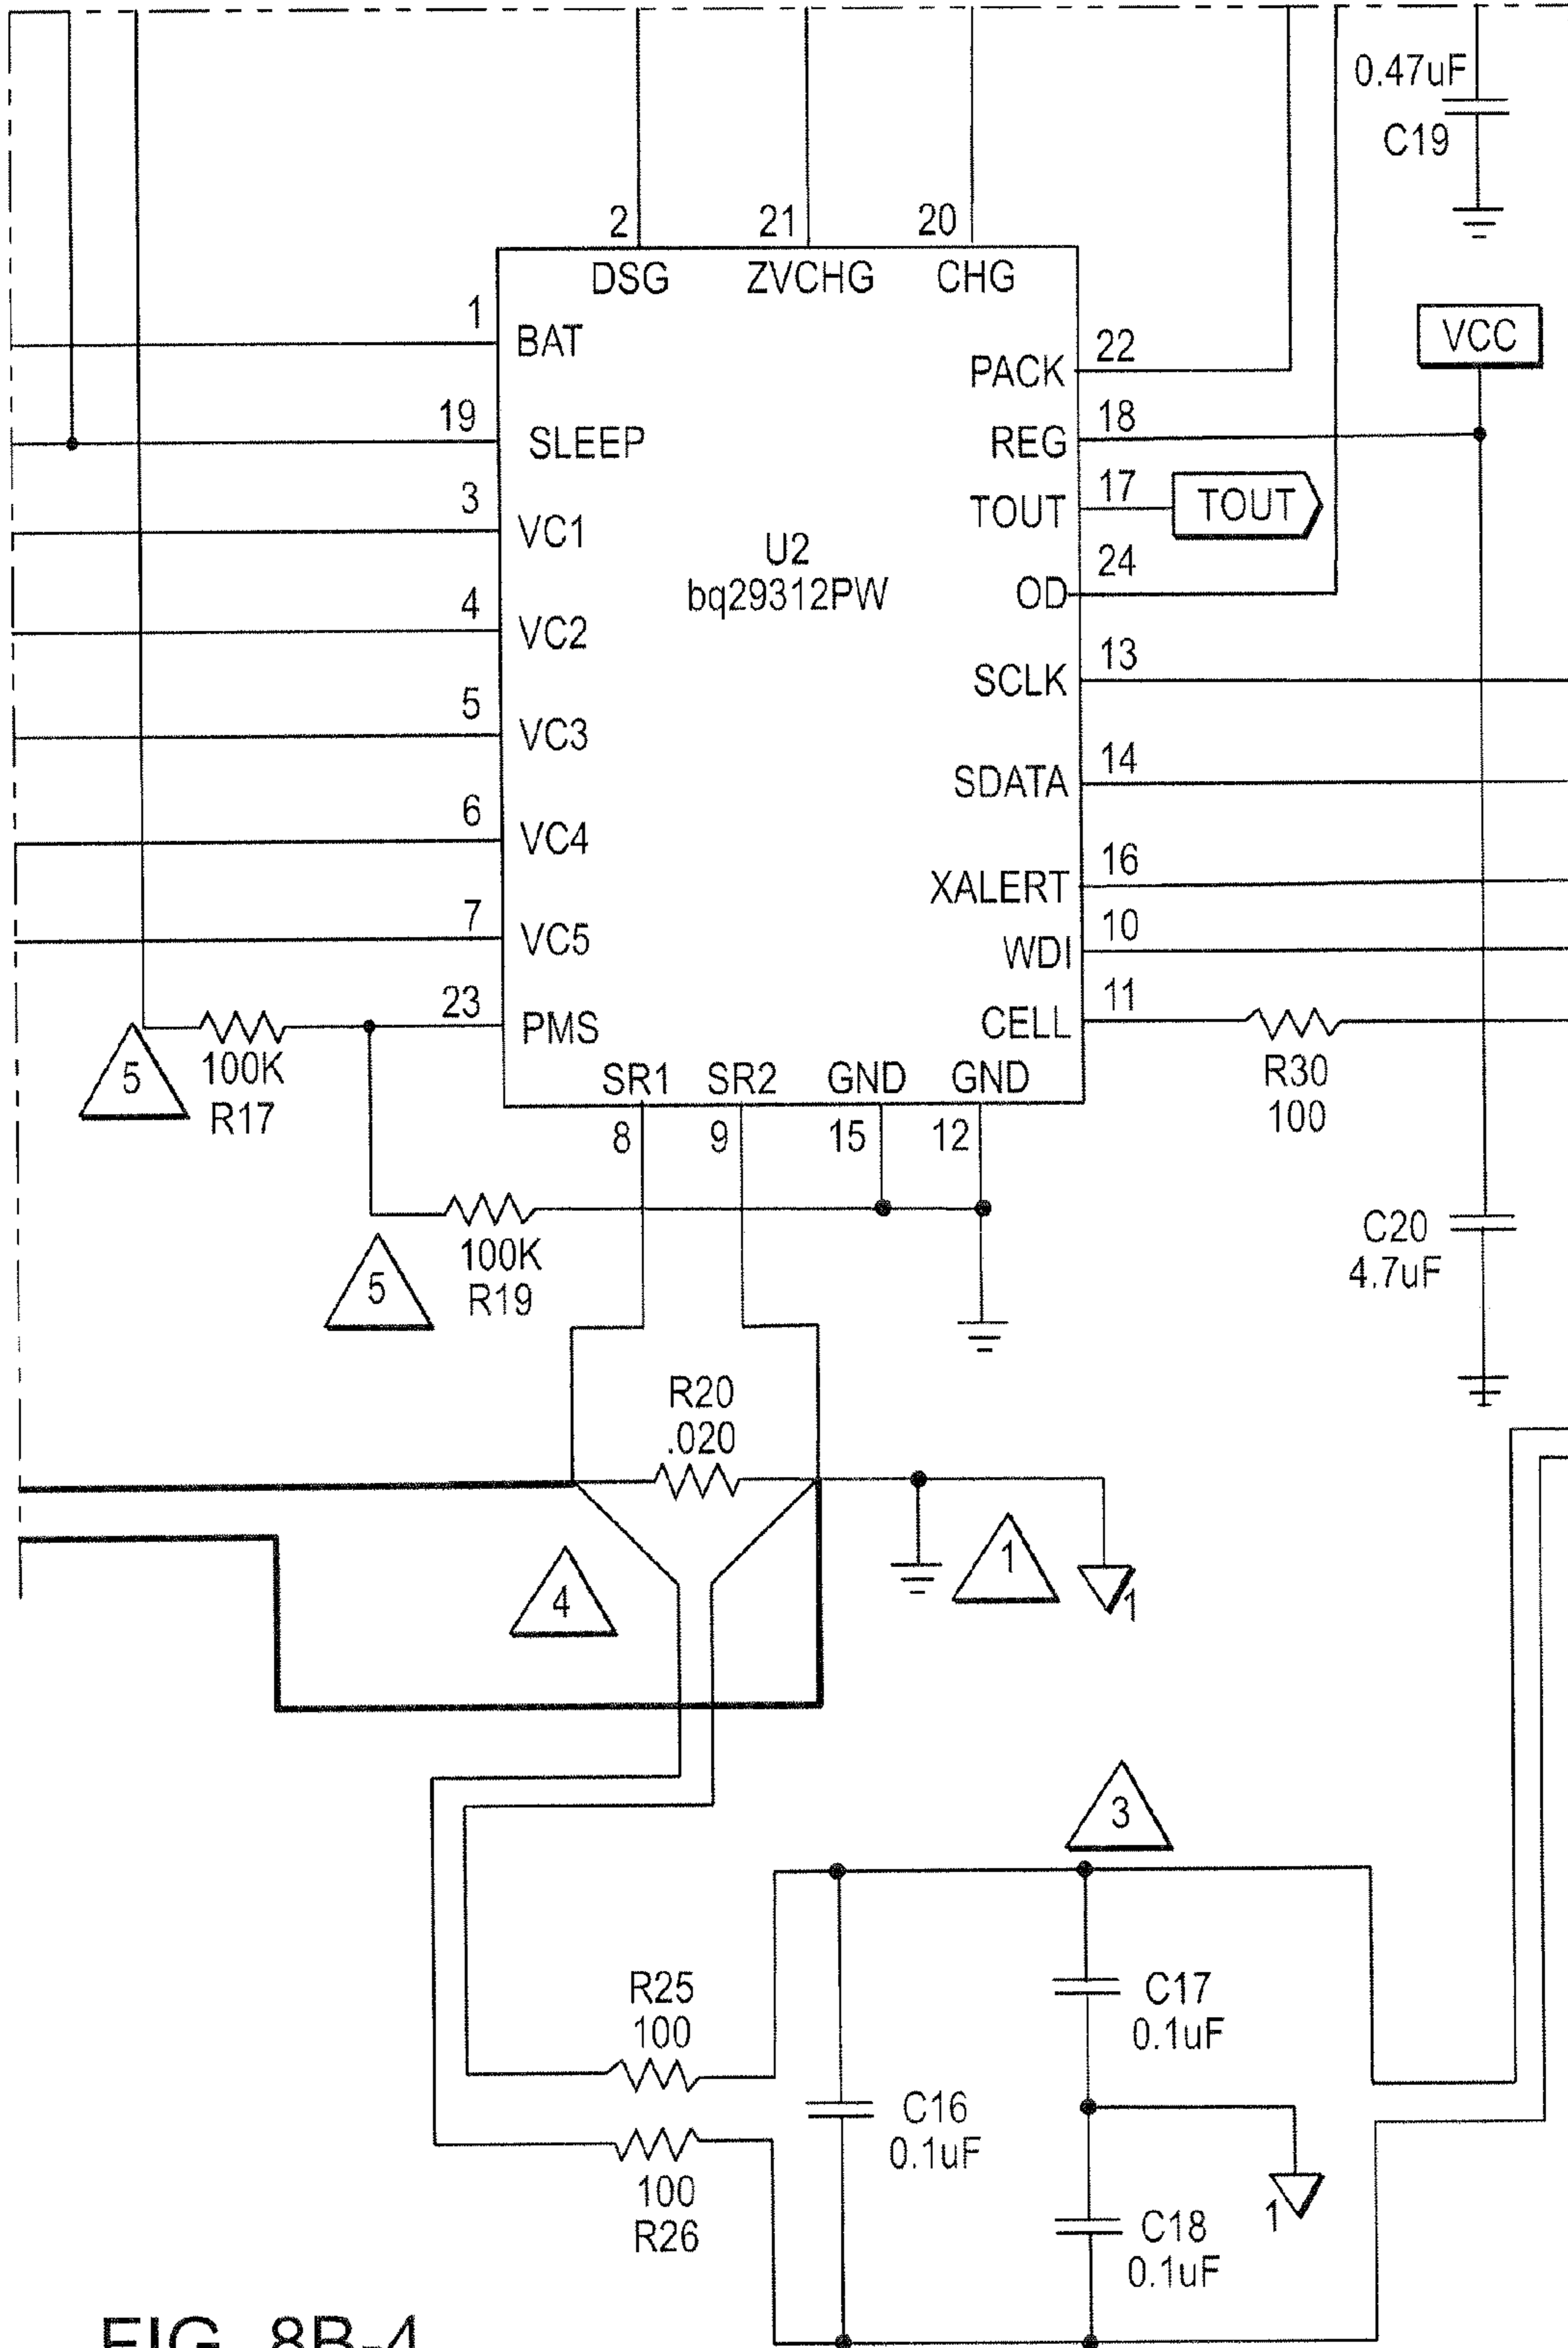 0.47uF
C19
2
21
20
DSG
ZVCHG
CHG
1
BAT
VCC
22
PACK
19
SLEEP
18
REG
3
VC1
17
TOUT
TOUT
U2
bq29312PW
24
OD
4
VC2
13
SCLK
5
VC3
14
SDATA
6
VC4
16
XALERT
7
VC5
10
WDI
23
PMS
11
CELL
5
100K
R17
SR1
SR2
GND
GND
R30
100
8
9
15
12
5
100K
R19
C20
4.7uF
R20
.020
4
1
1
3
R25
100
C17
0.1uF
C16
0.1uF
100
R26
1
C18
0.1uF
FIG. 8B-4